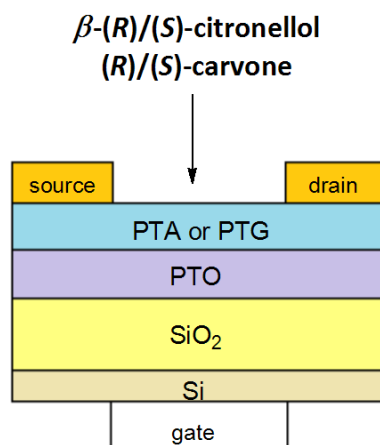 β-(R)/(S)-citronellol
(R)/(S)-carvone
source
drain
PTA or PTG
PTO
SiO₂
Si
gate